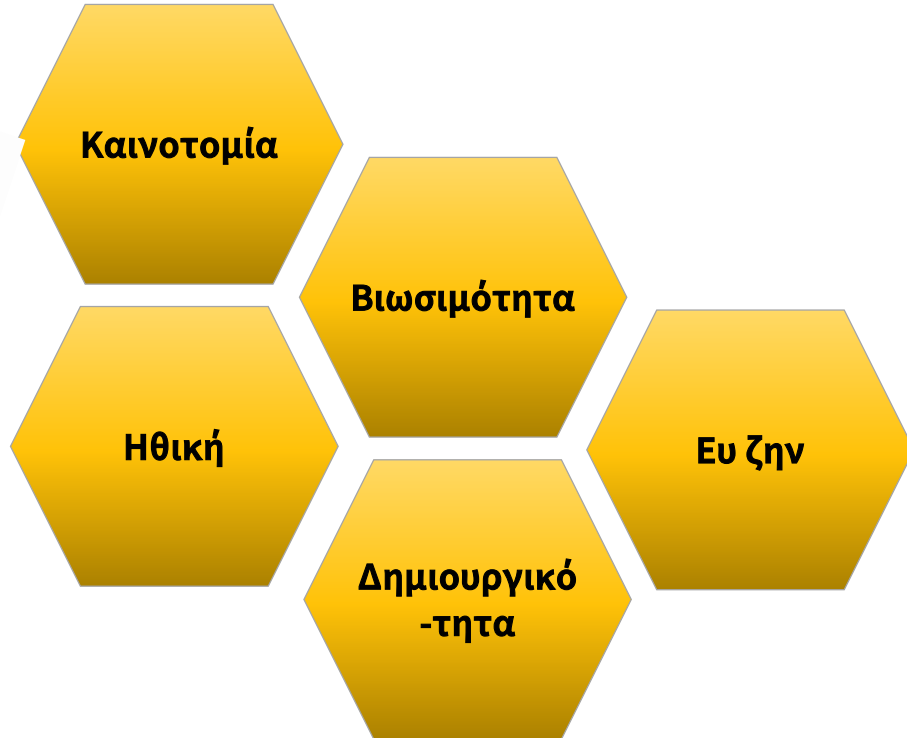 Καινοτομία
Βιωσιμότητα
Ηθική
Ευ ζην
Δημιουργικό
-τητα